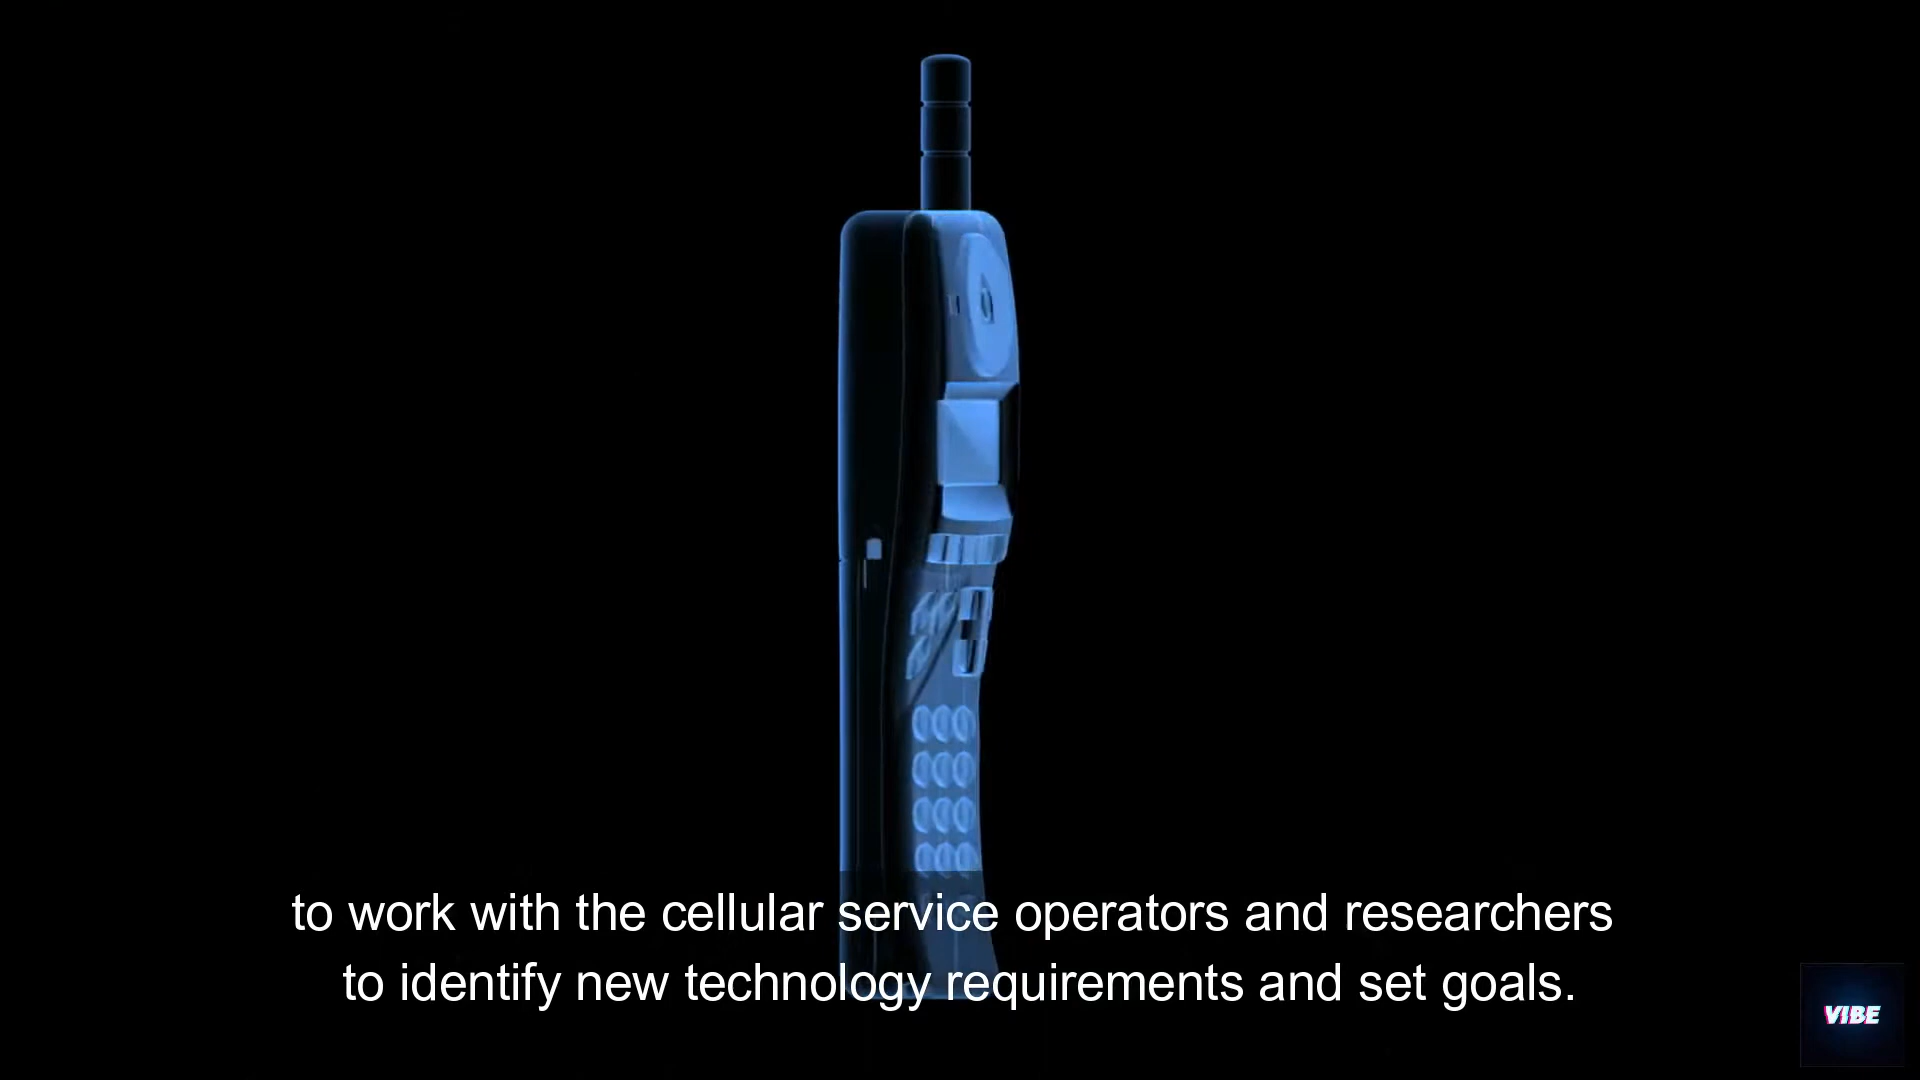 to work with the cellular service operators and researchers
to identify new technology requirements and set goals.
VIBE